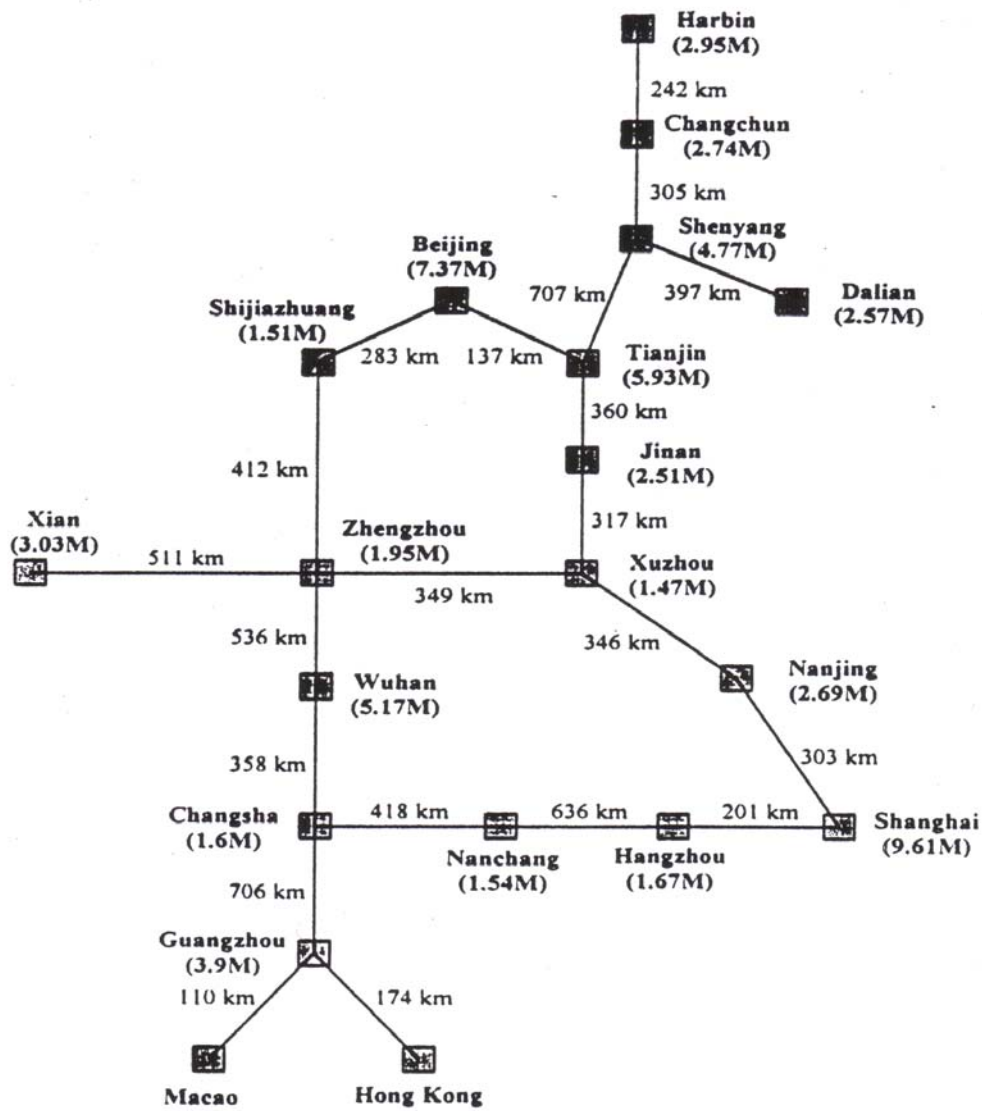 Harbin
(2.95M)
242 km
Changchun
(2.74M)
305 km
Shenyang
(4.77M)
Beijing
(7.37M)
707 km
397 km
Dalian
(2.57M)
Shijiazhuang
(1.51M)
283 km
137 km
Tianjin
(5.93M)
360 km
412 km
Jinan
(2.51M)
317 km
Xian
(3.03M)
511 km
Zhengzhou
(1.95M)
349 km
Xuzhou
(1.47M)
536 km
346 km
Wuhan
(5.17M)
Nanjing
(2.69M)
358 km
303 km
Changsha
(1.6M)
418 km
636 km
201 km
Shanghai
(9.61M)
Nanchang
(1.54M)
Hangzhou
(1.67M)
706 km
Guangzhou
(3.9M)
110 km
174 km
Macao
Hong Kong